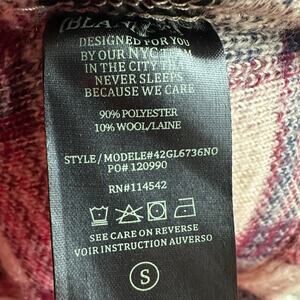 (BLANKNYC)
DESIGNED FOR YOU
BY OUR NYC TEAM
IN THE CITY THAT
NEVER SLEEPS
BECAUSE WE CARE
90% POLYESTER
10% WOOL/LAINE
STYLE / MODELE#42GL6736NO
PO# 120990
RN#114542
SEE CARE ON REVERSE
VOIR INSTRUCTION AUVERSO
S